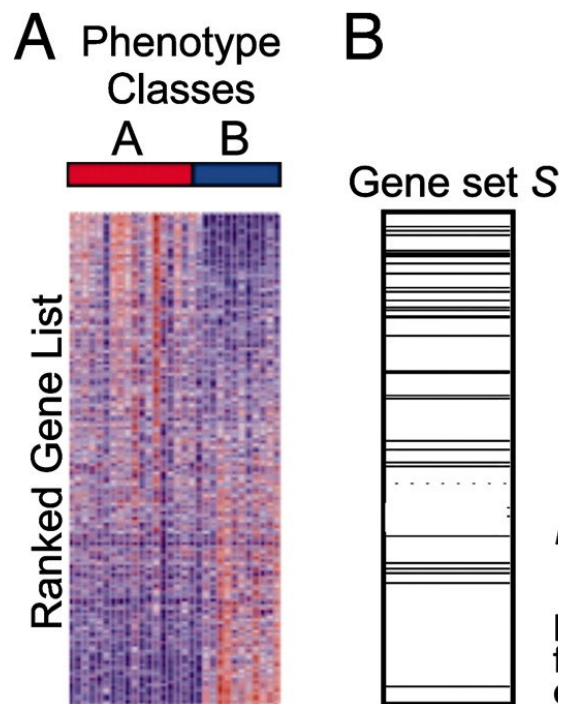 A
Phenotype
Classes
A B
B
Gene set S
Ranked Gene List